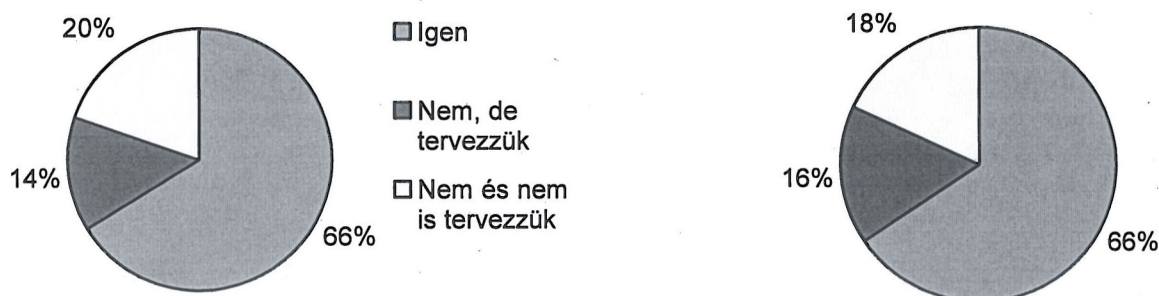 20%
Igen
Nem, de
tervezzük
14%
Nem és nem
is tervezzük
66%
18%
16%
66%